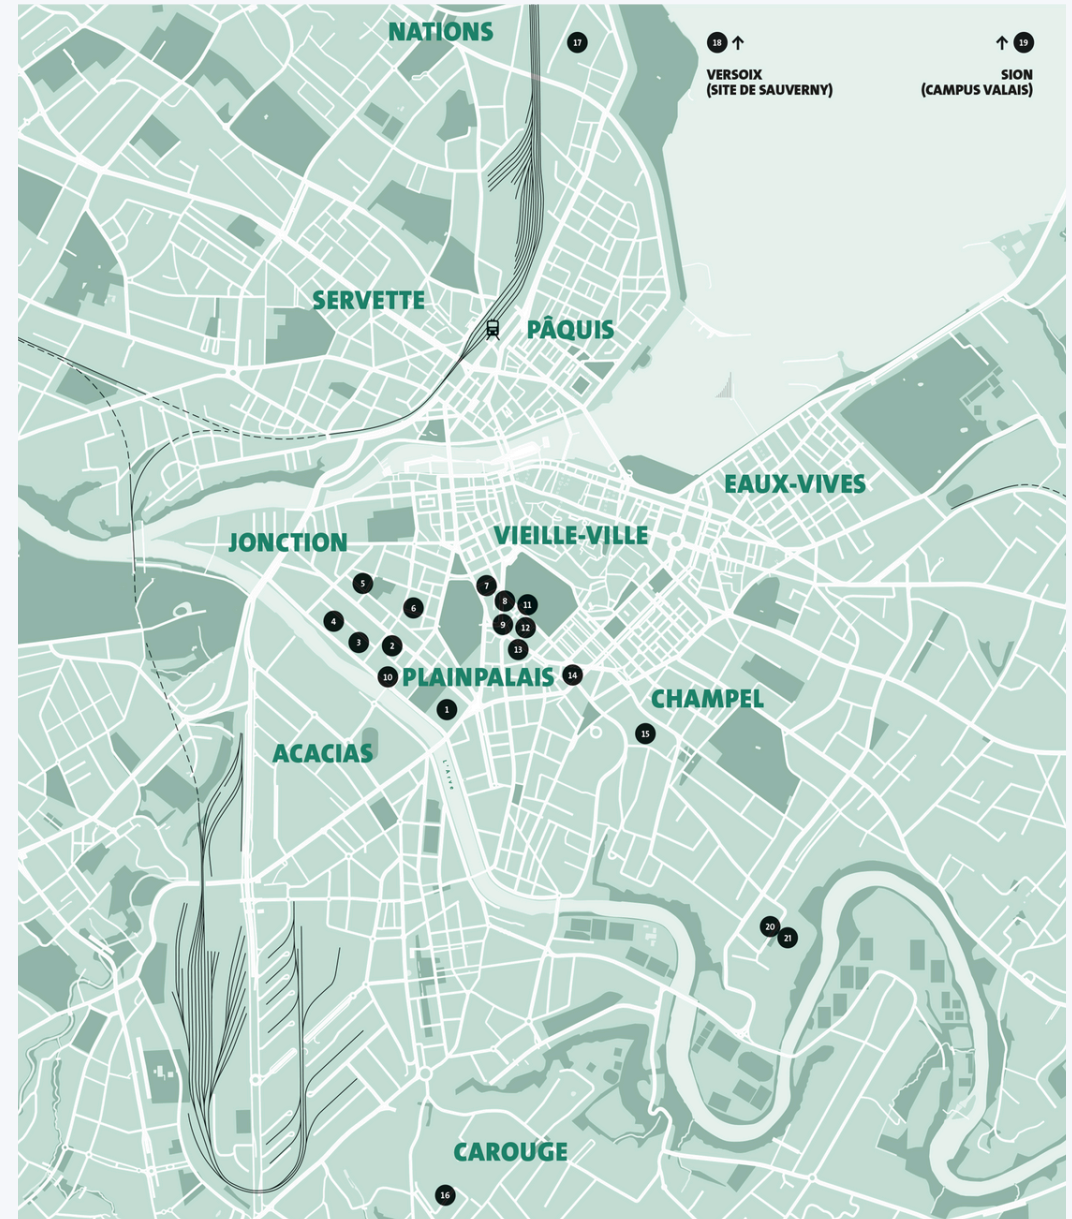 NATIONS
17
18 ↑
↑ 19
VERSOIX
(SITE DE SAUVERNY)
SION
(CAMPUS VALAIS)
SERVETTE
PÂQUIS
EAUX-VIVES
VIEILLE-VILLE
JONCTION
5
7
8
11
6
4
9
12
3
2
13
10
PLAINPALAIS
14
CHAMPEL
1
15
ACACIAS
L'Arve
20
21
CAROUGE
16